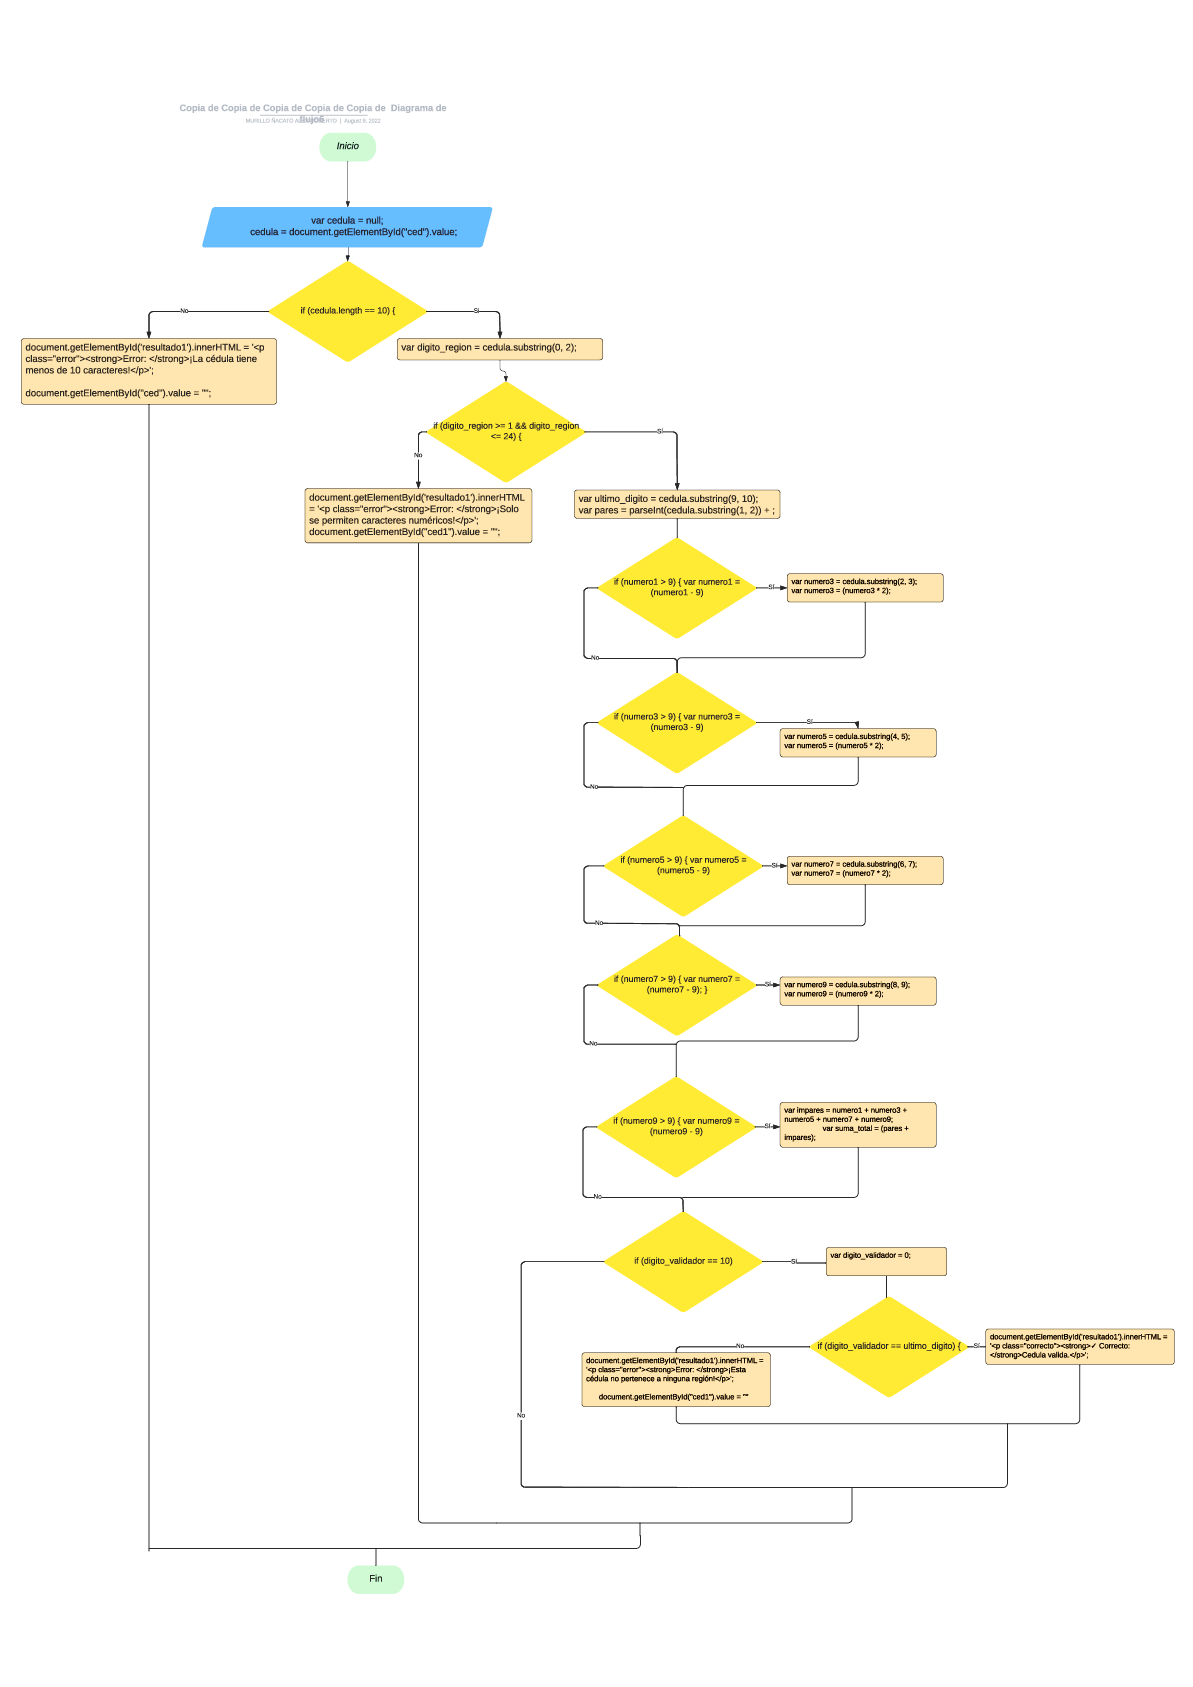 Copia de Copia de Copia de Copia de Copia de Diagrama de
flujo5
MURILLO ÑACATO | August 9, 2022
Inicio
var cedula = null;
cedula = document.getElementById("ced").value;
if (cedula.length == 10) {
No
Si
document.getElementById('resultado1').innerHTML = '<p
class="error"><strong>Error: </strong>¡La cédula tiene
menos de 10 caracteres!</p>';
document.getElementById("ced").value = "";
var digito_region = cedula.substring(0, 2);
if (digito_region >= 1 && digito_region
<= 24) {
No
Si
document.getElementById('resultado1').innerHTML
= '<p class="error"><strong>Error: </strong>¡Solo
se permiten caracteres numéricos!</p>';
document.getElementById("ced1").value = "";
var ultimo_digito = cedula.substring(9, 10);
var pares = parseInt(cedula.substring(1, 2)) + ;
if (numero1 > 9) { var numero1 =
(numero1 - 9)
Si
var numero3 = cedula.substring(2, 3);
var numero3 = (numero3 * 2);
No
if (numero3 > 9) { var numero3 =
(numero3 - 9)
Si
var numero5 = cedula.substring(4, 5);
var numero5 = (numero5 * 2);
No
if (numero5 > 9) { var numero5 =
(numero5 - 9)
Si
var numero7 = cedula.substring(6, 7);
var numero7 = (numero7 * 2);
No
if (numero7 > 9) { var numero7 =
(numero7 - 9); }
Si
var numero9 = cedula.substring(8, 9);
var numero9 = (numero9 * 2);
No
if (numero9 > 9) { var numero9 =
(numero9 - 9)
Si
var impares = numero1 + numero3 +
numero5 + numero7 + numero9;
var suma_total = (pares +
impares);
No
if (digito_validador == 10)
Si
var digito_validador = 0;
No
if (digito_validador == ultimo_digito) {
No
Si
document.getElementById('resultado1').innerHTML =
'<p class="correcto"><strong>✓ Correcto:
</strong>Cedula valida.</p>';
document.getElementById('resultado1').innerHTML =
'<p class="error"><strong>Error: </strong>¡Esta
cédula no pertenece a ninguna región!</p>';
document.getElementById("ced1").value = ""
Fin